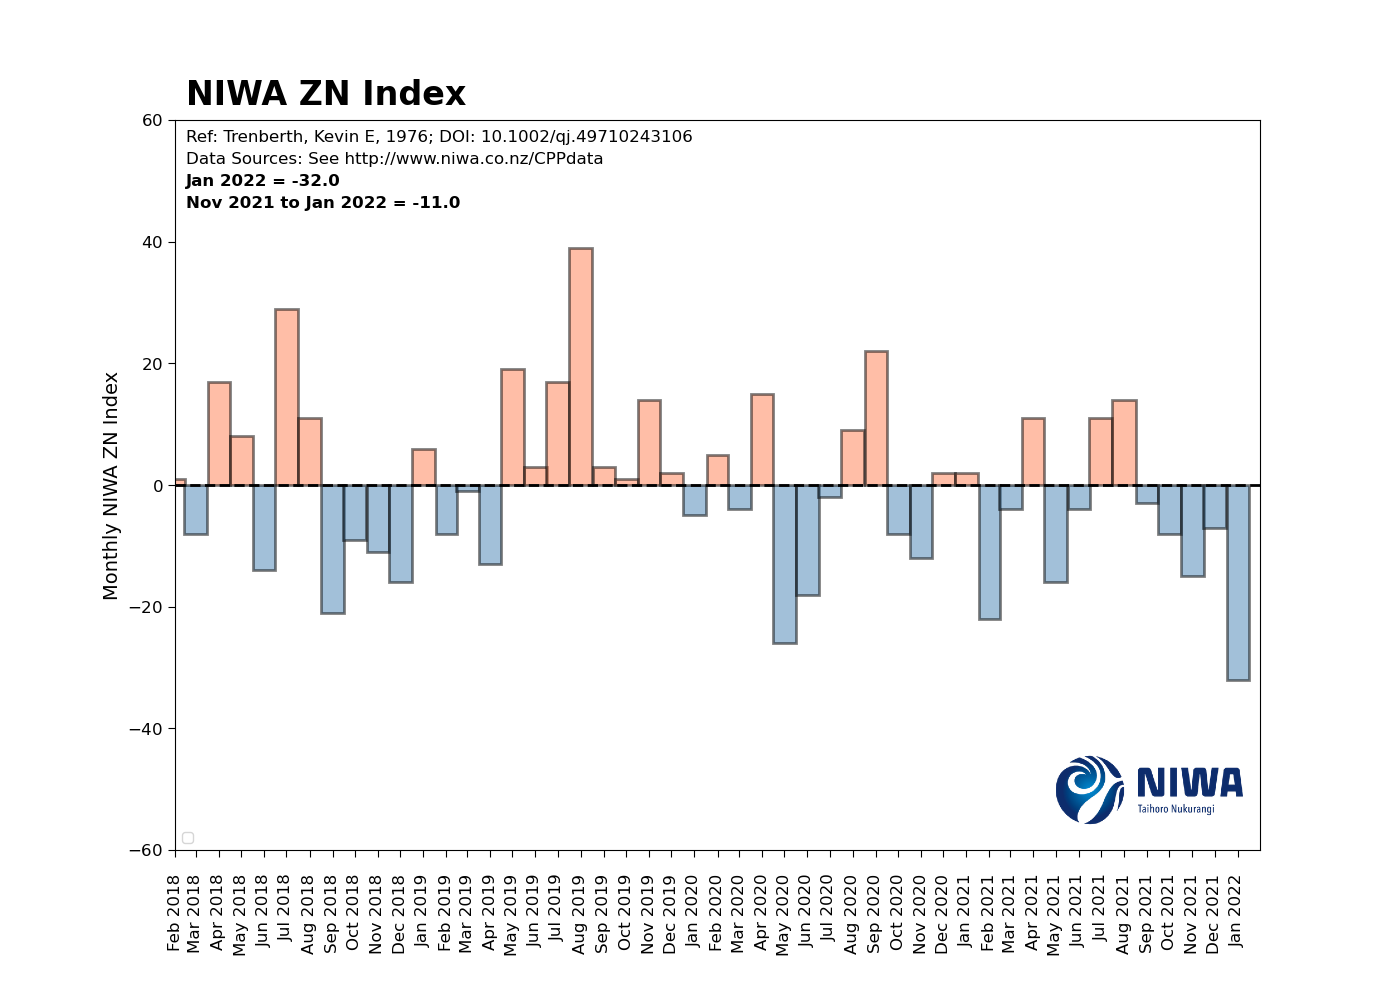 NIWA ZN Index
Ref: Trenberth, Kevin E, 1976; DOI: 10.1002/qj.49710243106
Data Sources: See http://www.niwa.co.nz/CPPdata
Jan 2022 = -32.0
Nov 2021 to Jan 2022 = -11.0
Monthly NIWA ZN Index
60
40
20
0
−20
−40
−60
NIWA
Taihoro Nukurangi
Feb 2018
Mar 2018
Apr 2018
May 2018
Jun 2018
Jul 2018
Aug 2018
Sep 2018
Oct 2018
Nov 2018
Dec 2018
Jan 2019
Feb 2019
Mar 2019
Apr 2019
May 2019
Jun 2019
Jul 2019
Aug 2019
Sep 2019
Oct 2019
Nov 2019
Dec 2019
Jan 2020
Feb 2020
Mar 2020
Apr 2020
May 2020
Jun 2020
Jul 2020
Aug 2020
Sep 2020
Oct 2020
Nov 2020
Dec 2020
Jan 2021
Feb 2021
Mar 2021
Apr 2021
May 2021
Jun 2021
Jul 2021
Aug 2021
Sep 2021
Oct 2021
Nov 2021
Dec 2021
Jan 2022